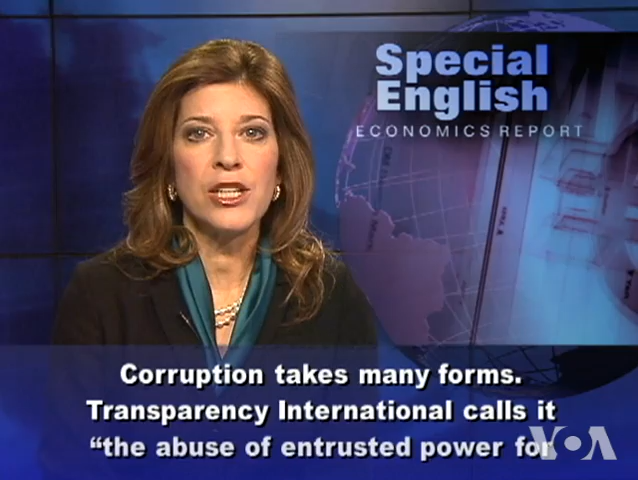 Special
English
ECONOMICS REPORT
Corruption takes many forms.
Transparency International calls it
“the abuse of entrusted power for
VOA